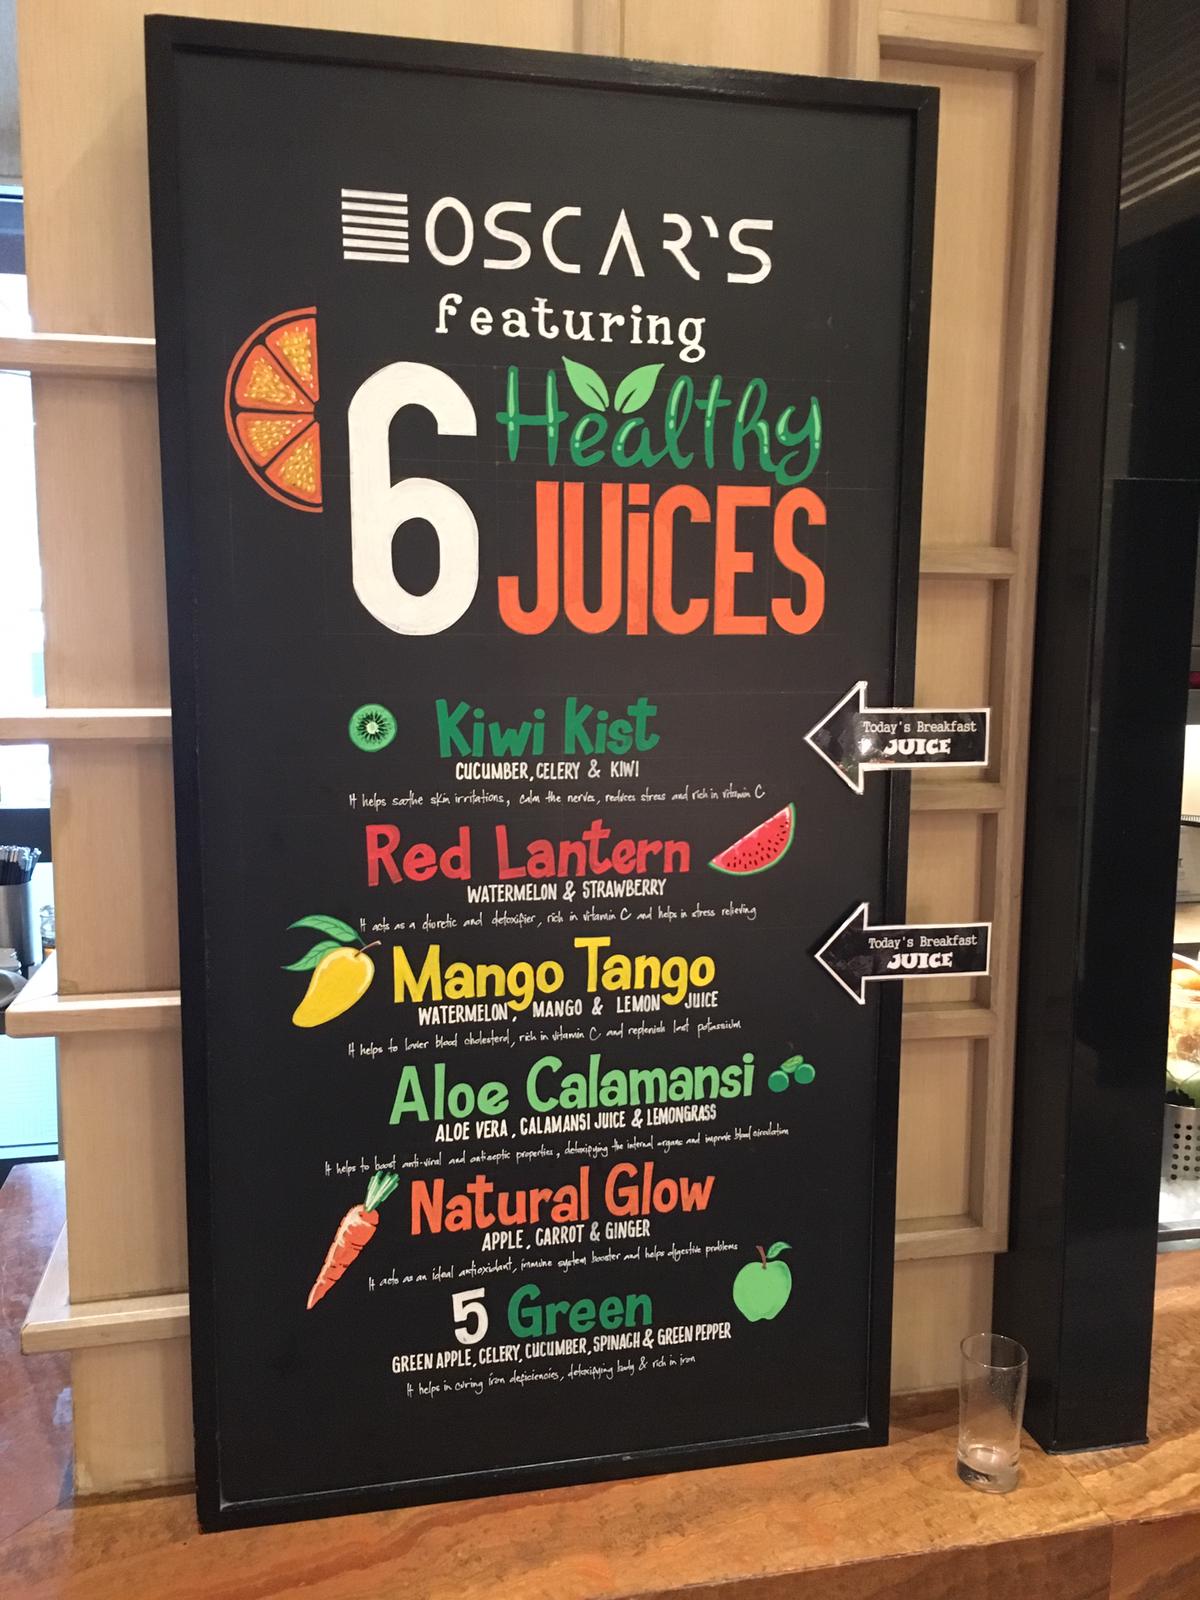 OSCAR'S
featuring
6 Healthy
JUiCES
Kiwi Kist
CUCUMBER, CELERY & KIWI
It helps soothe skin irritations, calm the nerves, reduces stress and rich in vitamin C
Today's Breakfast
JUICE
Red Lantern
WATERMELON & STRAWBERRY
It acts as a dioretic and detoxifier, rich in vitamin C and helps in stress relieving
Mango Tango
WATERMELON, MANGO & LEMON JUICE
It helps to lower blood cholesterol, rich in vitamin C and replenish lost potassium
Today's Breakfast
JUICE
Aloe Calamansi
ALOE VERA, CALAMANSI JUICE & LEMONGRASS
It helps to boost anti-viral and antiseptic properties, detoxifying the internal organs and improve blood circulation
Natural Glow
APPLE, CARROT & GINGER
It acts as an ideal antioxidant, immune system booster and helps digestive problems
5 Green
GREEN APPLE, CELERY, CUCUMBER, SPINACH & GREEN PEPPER
It helps in curing iron deficiencies, detoxifying body & rich in iron